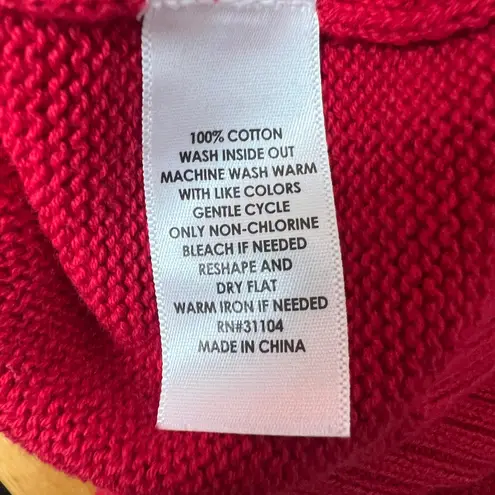 100% COTTON
WASH INSIDE OUT
MACHINE WASH WARM
WITH LIKE COLORS
GENTLE CYCLE
ONLY NON-CHLORINE
BLEACH IF NEEDED
RESHAPE AND
DRY FLAT
WARM IRON IF NEEDED
RN#31104
MADE IN CHINA